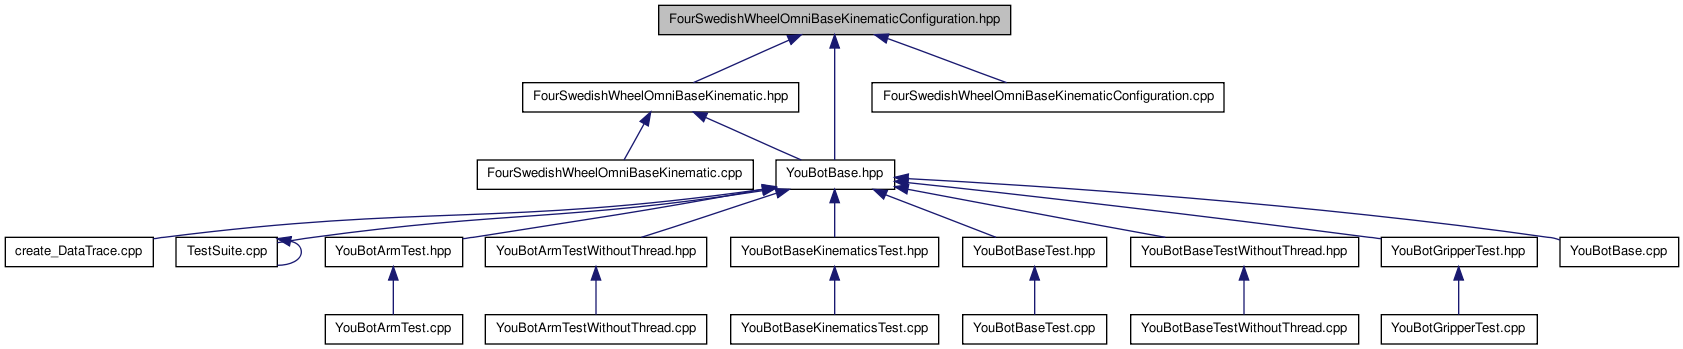 FourSwedishWheelOmniBaseKinematicConfiguration.hpp
FourSwedishWheelOmniBaseKinematic.hpp
FourSwedishWheelOmniBaseKinematicConfiguration.cpp
FourSwedishWheelOmniBaseKinematic.cpp
YouBotBase.hpp
create_DataTrace.cpp
TestSuite.cpp
YouBotArmTest.hpp
YouBotArmTestWithoutThread.hpp
YouBotBaseKinematicsTest.hpp
YouBotBaseTest.hpp
YouBotBaseTestWithoutThread.hpp
YouBotGripperTest.hpp
YouBotBase.cpp
YouBotArmTest.cpp
YouBotArmTestWithoutThread.cpp
YouBotBaseKinematicsTest.cpp
YouBotBaseTest.cpp
YouBotBaseTestWithoutThread.cpp
YouBotGripperTest.cpp